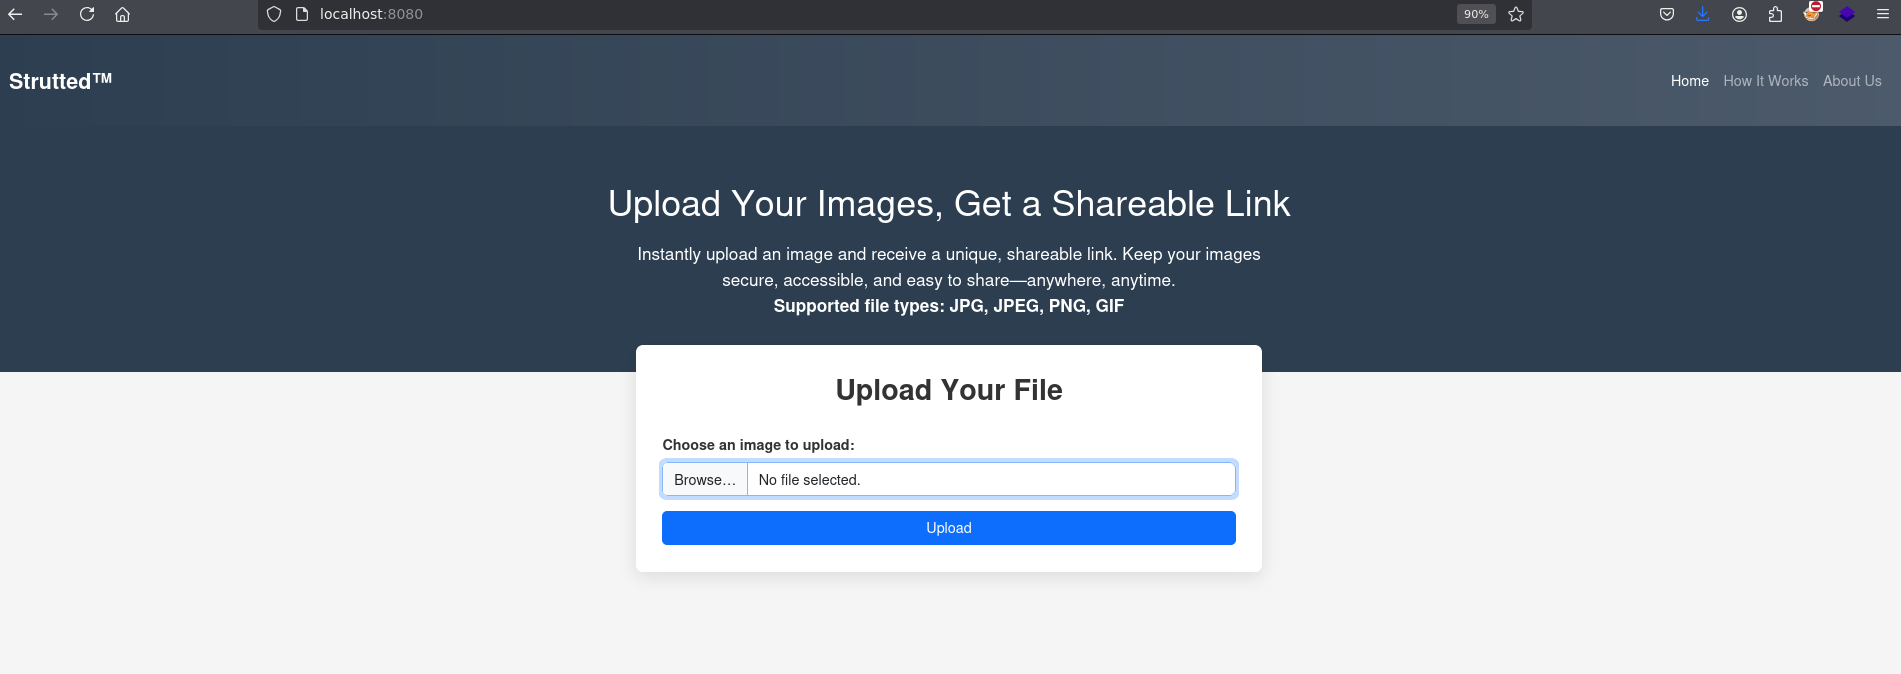 localhost:8080
90%
Strutted™
Home How It Works About Us
Upload Your Images, Get a Shareable Link
Instantly upload an image and receive a unique, shareable link. Keep your images
secure, accessible, and easy to share—anywhere, anytime.
Supported file types: JPG, JPEG, PNG, GIF
Upload Your File
Choose an image to upload:
Browse… No file selected.
Upload